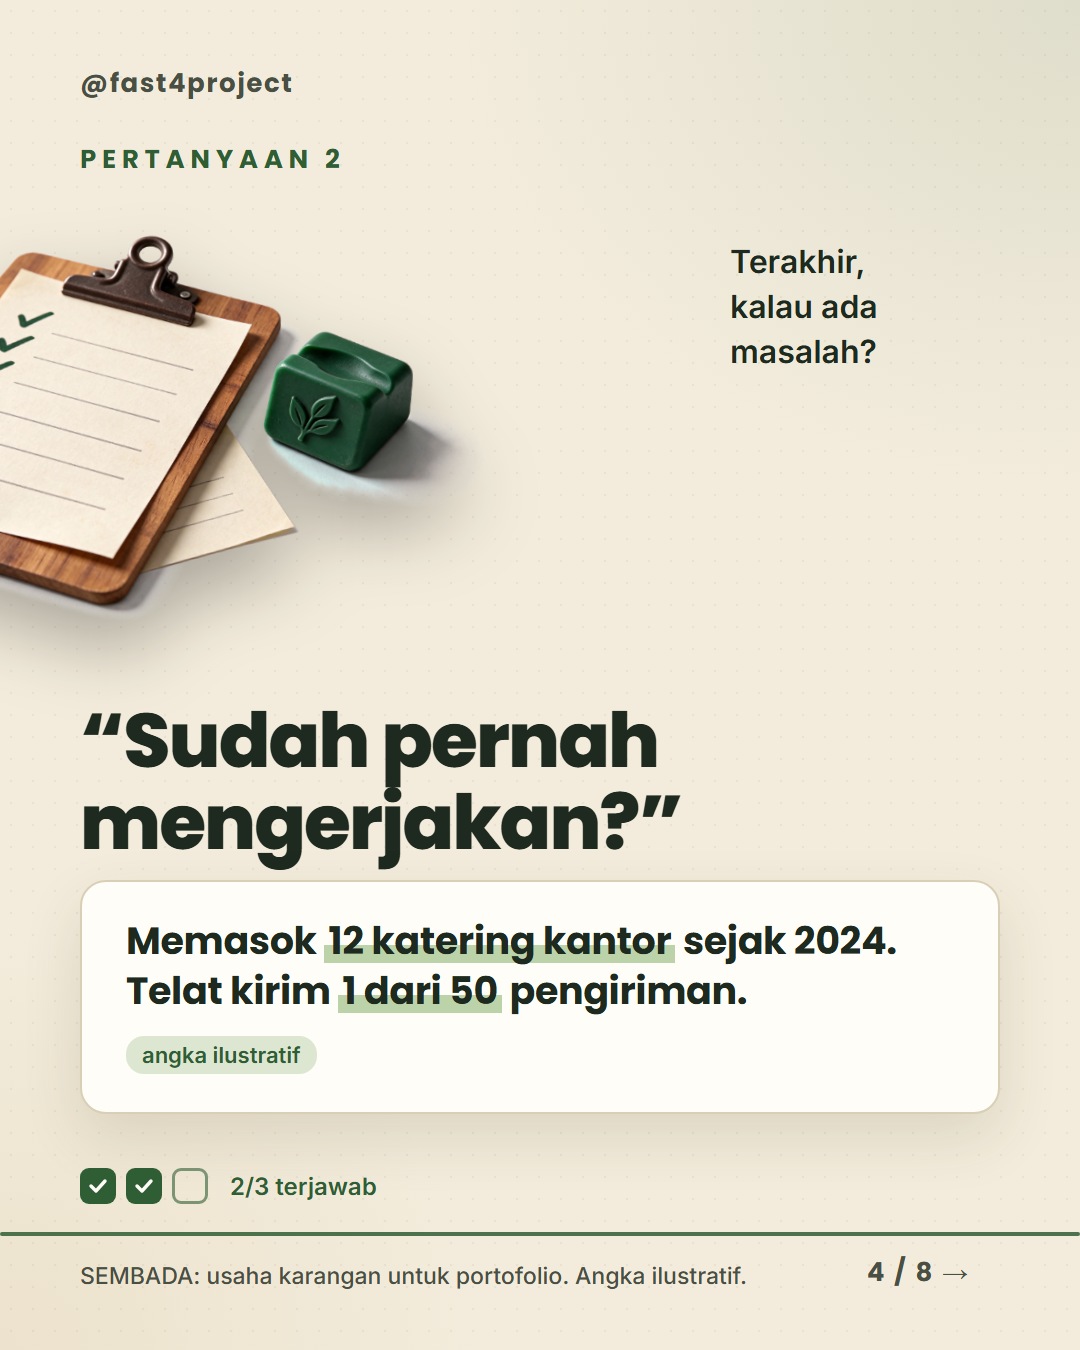 @fast4project
PERTANYAAN 2
Terakhir,
kalau ada
masalah?
“Sudah pernah
mengerjakan?”
Memasok 12 katering kantor sejak 2024.
Telat kirim 1 dari 50 pengiriman.
angka ilustratif
2/3 terjawab
SEMBADA: usaha karangan untuk portofolio. Angka ilustratif.
4 / 8 →